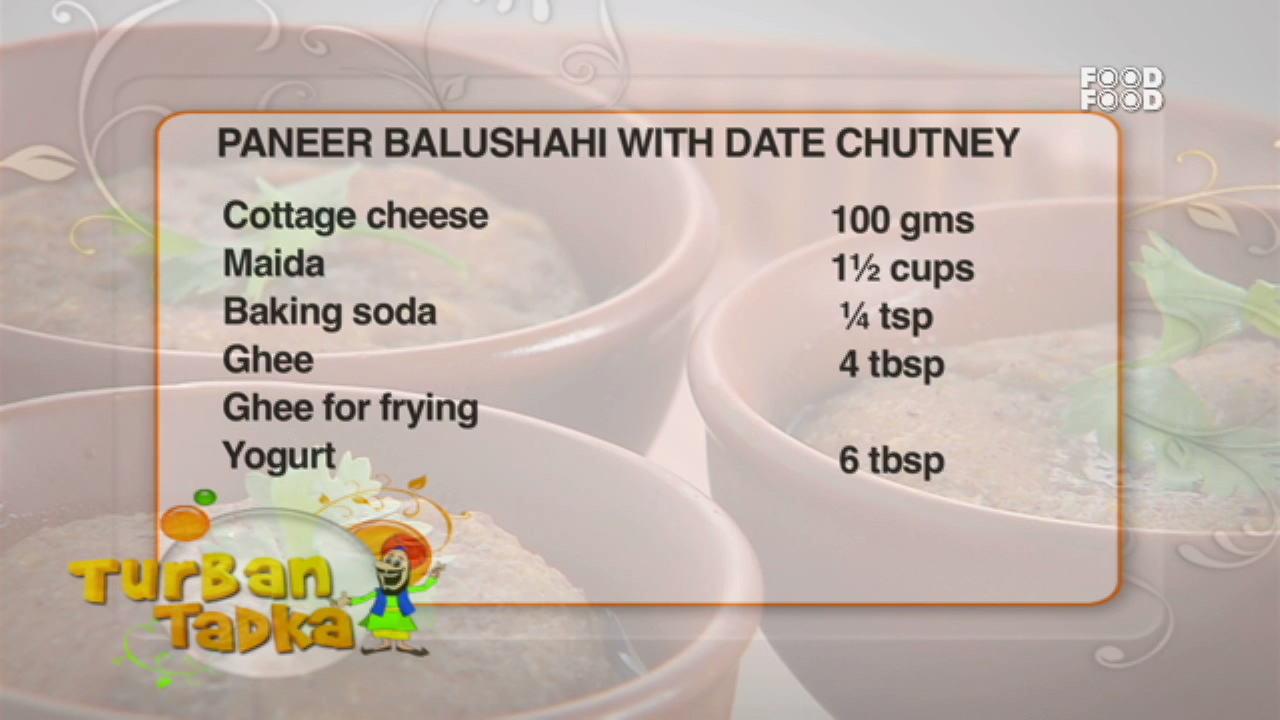 FOOD
FOOD
PANEER BALUSHAHI WITH DATE CHUTNEY
Cottage cheese 100 gms
Maida 1½ cups
Baking soda ¼ tsp
Ghee 4 tbsp
Ghee for frying
Yogurt 6 tbsp
TURBAN
TADKA